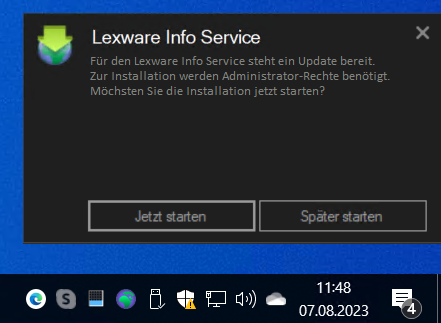 Lexware Info Service
Für den Lexware Info Service steht ein Update bereit.
Zur Installation werden Administrator-Rechte benötigt.
Möchsten Sie die Installation jetzt starten?
Jetzt starten
Später starten
11:48
07.08.2023
4